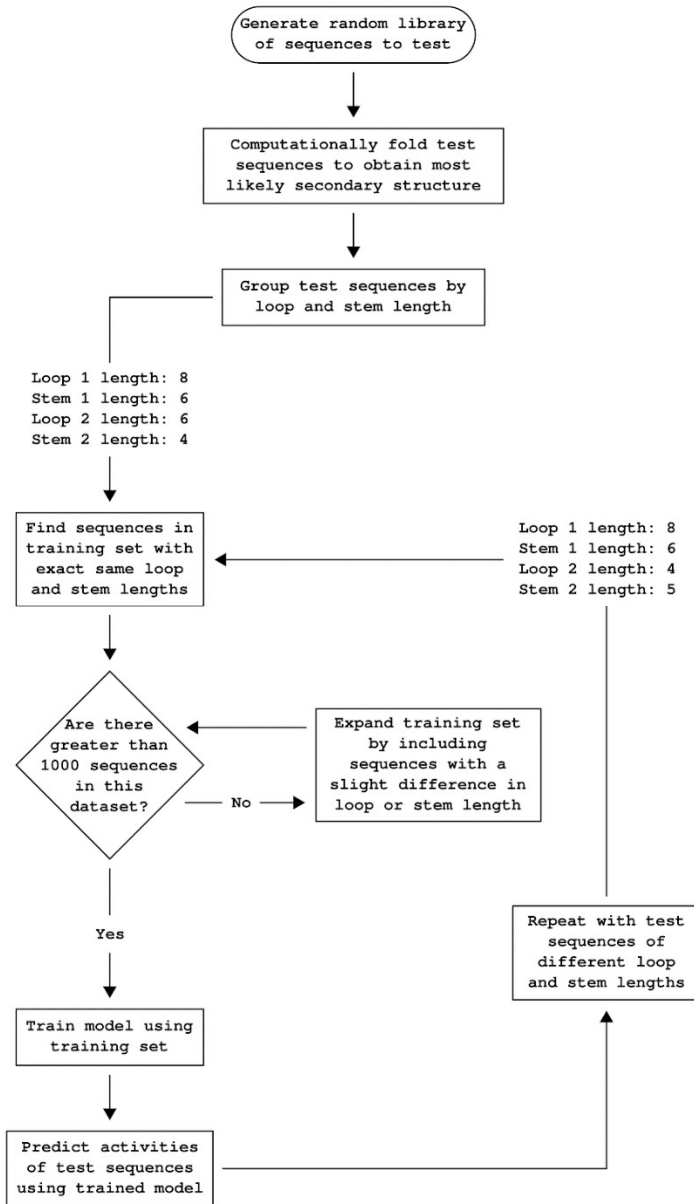 Generate random library
of sequences to test
Computationally fold test
sequences to obtain most
likely secondary structure
Group test sequences by
loop and stem length
Loop 1 length: 8
Stem 1 length: 6
Loop 2 length: 6
Stem 2 length: 4
Find sequences in
training set with
exact same loop
and stem lengths
Loop 1 length: 8
Stem 1 length: 6
Loop 2 length: 4
Stem 2 length: 5
Are there
greater than
1000 sequences
in this
dataset?
No
Expand training set
by including
sequences with a
slight difference in
loop or stem length
Yes
Repeat with test
sequences of
different loop
and stem lengths
Train model using
training set
Predict activities
of test sequences
using trained model